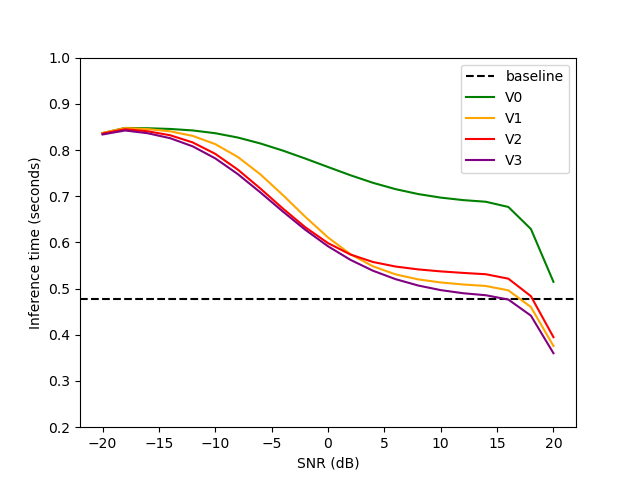 1.0
0.9
0.8
0.7
0.6
0.5
0.4
0.3
0.2
Inference time (seconds)
baseline
V0
V1
V2
V3
−20 −15 −10 −5 0 5 10 15 20
SNR (dB)